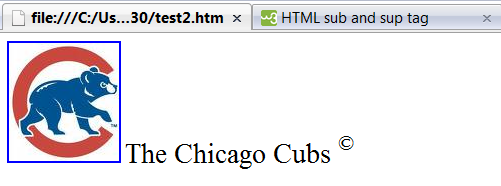 file:///C:/Us...30/test2.htm
HTML sub and sup tag
TM
The Chicago Cubs ©